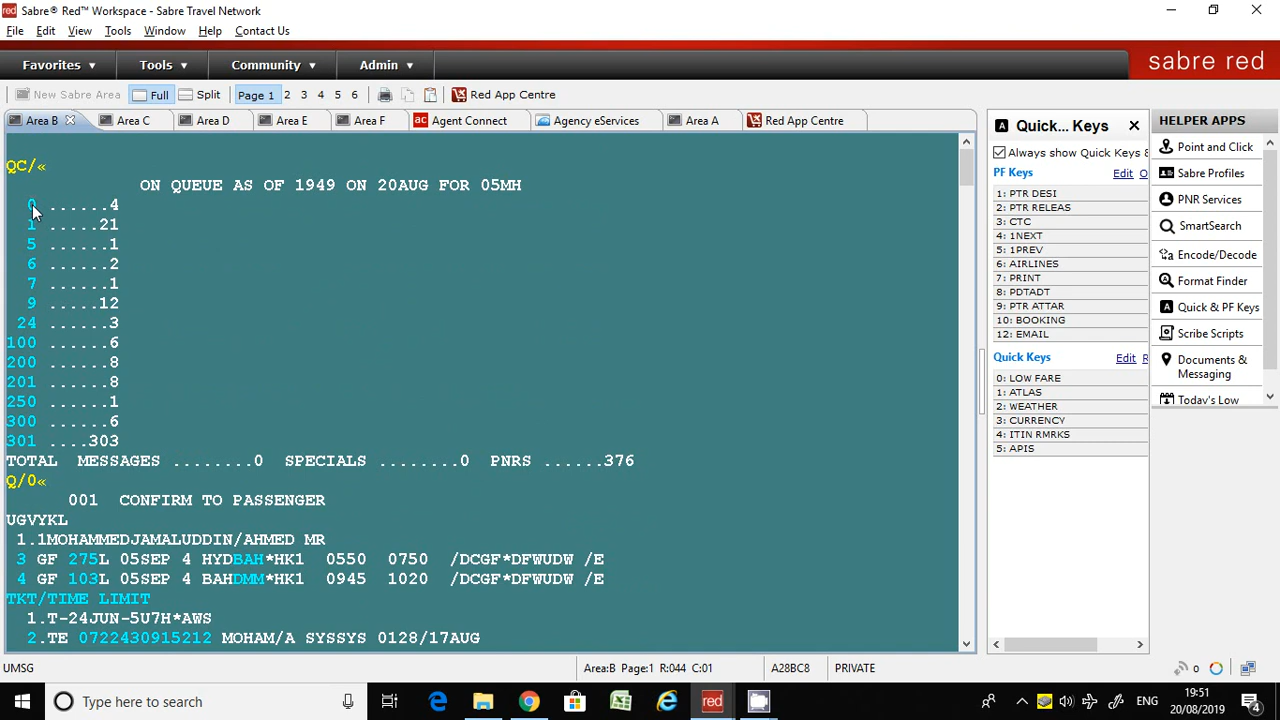 red Sabre® Red™ Workspace - Sabre Travel Network
File Edit View Tools Window Help Contact Us
Favorites Tools Community Admin sabre red
New Sabre Area Full Split Page 1 2 3 4 5 6 Red App Centre
Area B Area C Area D Area E Area F ac Agent Connect Agency eServices Area A Red App Centre
QC/«
ON QUEUE AS OF 1949 ON 20AUG FOR 05MH
0 ......4
1 .....21
5 ......1
6 ......2
7 ......1
9 .....12
24 ......3
100 ......6
200 ......8
201 ......8
250 ......1
300 ......6
301 ....303
TOTAL MESSAGES ........0 SPECIALS ........0 PNRS ......376
Q/0«
001 CONFIRM TO PASSENGER
UGVYKL
1.1MOHAMMEDJAMALUDDIN/AHMED MR
3 GF 275L 05SEP 4 HYDBAH*HK1 0550 0750 /DCGF*DFWUDW /E
4 GF 103L 05SEP 4 BAHDMM*HK1 0945 1020 /DCGF*DFWUDW /E
TKT/TIME LIMIT
1.T-24JUN-5U7H*AWS
2.TE 0722430915212 MOHAM/A SYSSYS 0128/17AUG
A Quick... Keys
Always show Quick Keys &
PF Keys Edit
1: PTR DESI
2: PTR RELEAS
3: CTC
4: 1NEXT
5: 1PREV
6: AIRLINES
7: PRINT
8: PDTADT
9: PTR ATTAR
10: BOOKING
12: EMAIL
Quick Keys Edit R
0: LOW FARE
1: ATLAS
2: WEATHER
3: CURRENCY
4: ITIN RMRKS
5: APIS
HELPER APPS
Point and Click
Sabre Profiles
PNR Services
SmartSearch
Encode/Decode
Format Finder
A Quick & PF Keys
Scribe Scripts
Documents &
Messaging
Today's Low
UMSG Area:B Page:1 R:044 C:01 A28BC8 PRIVATE 0
Type here to search red ENG 19:51
20/08/2019 4